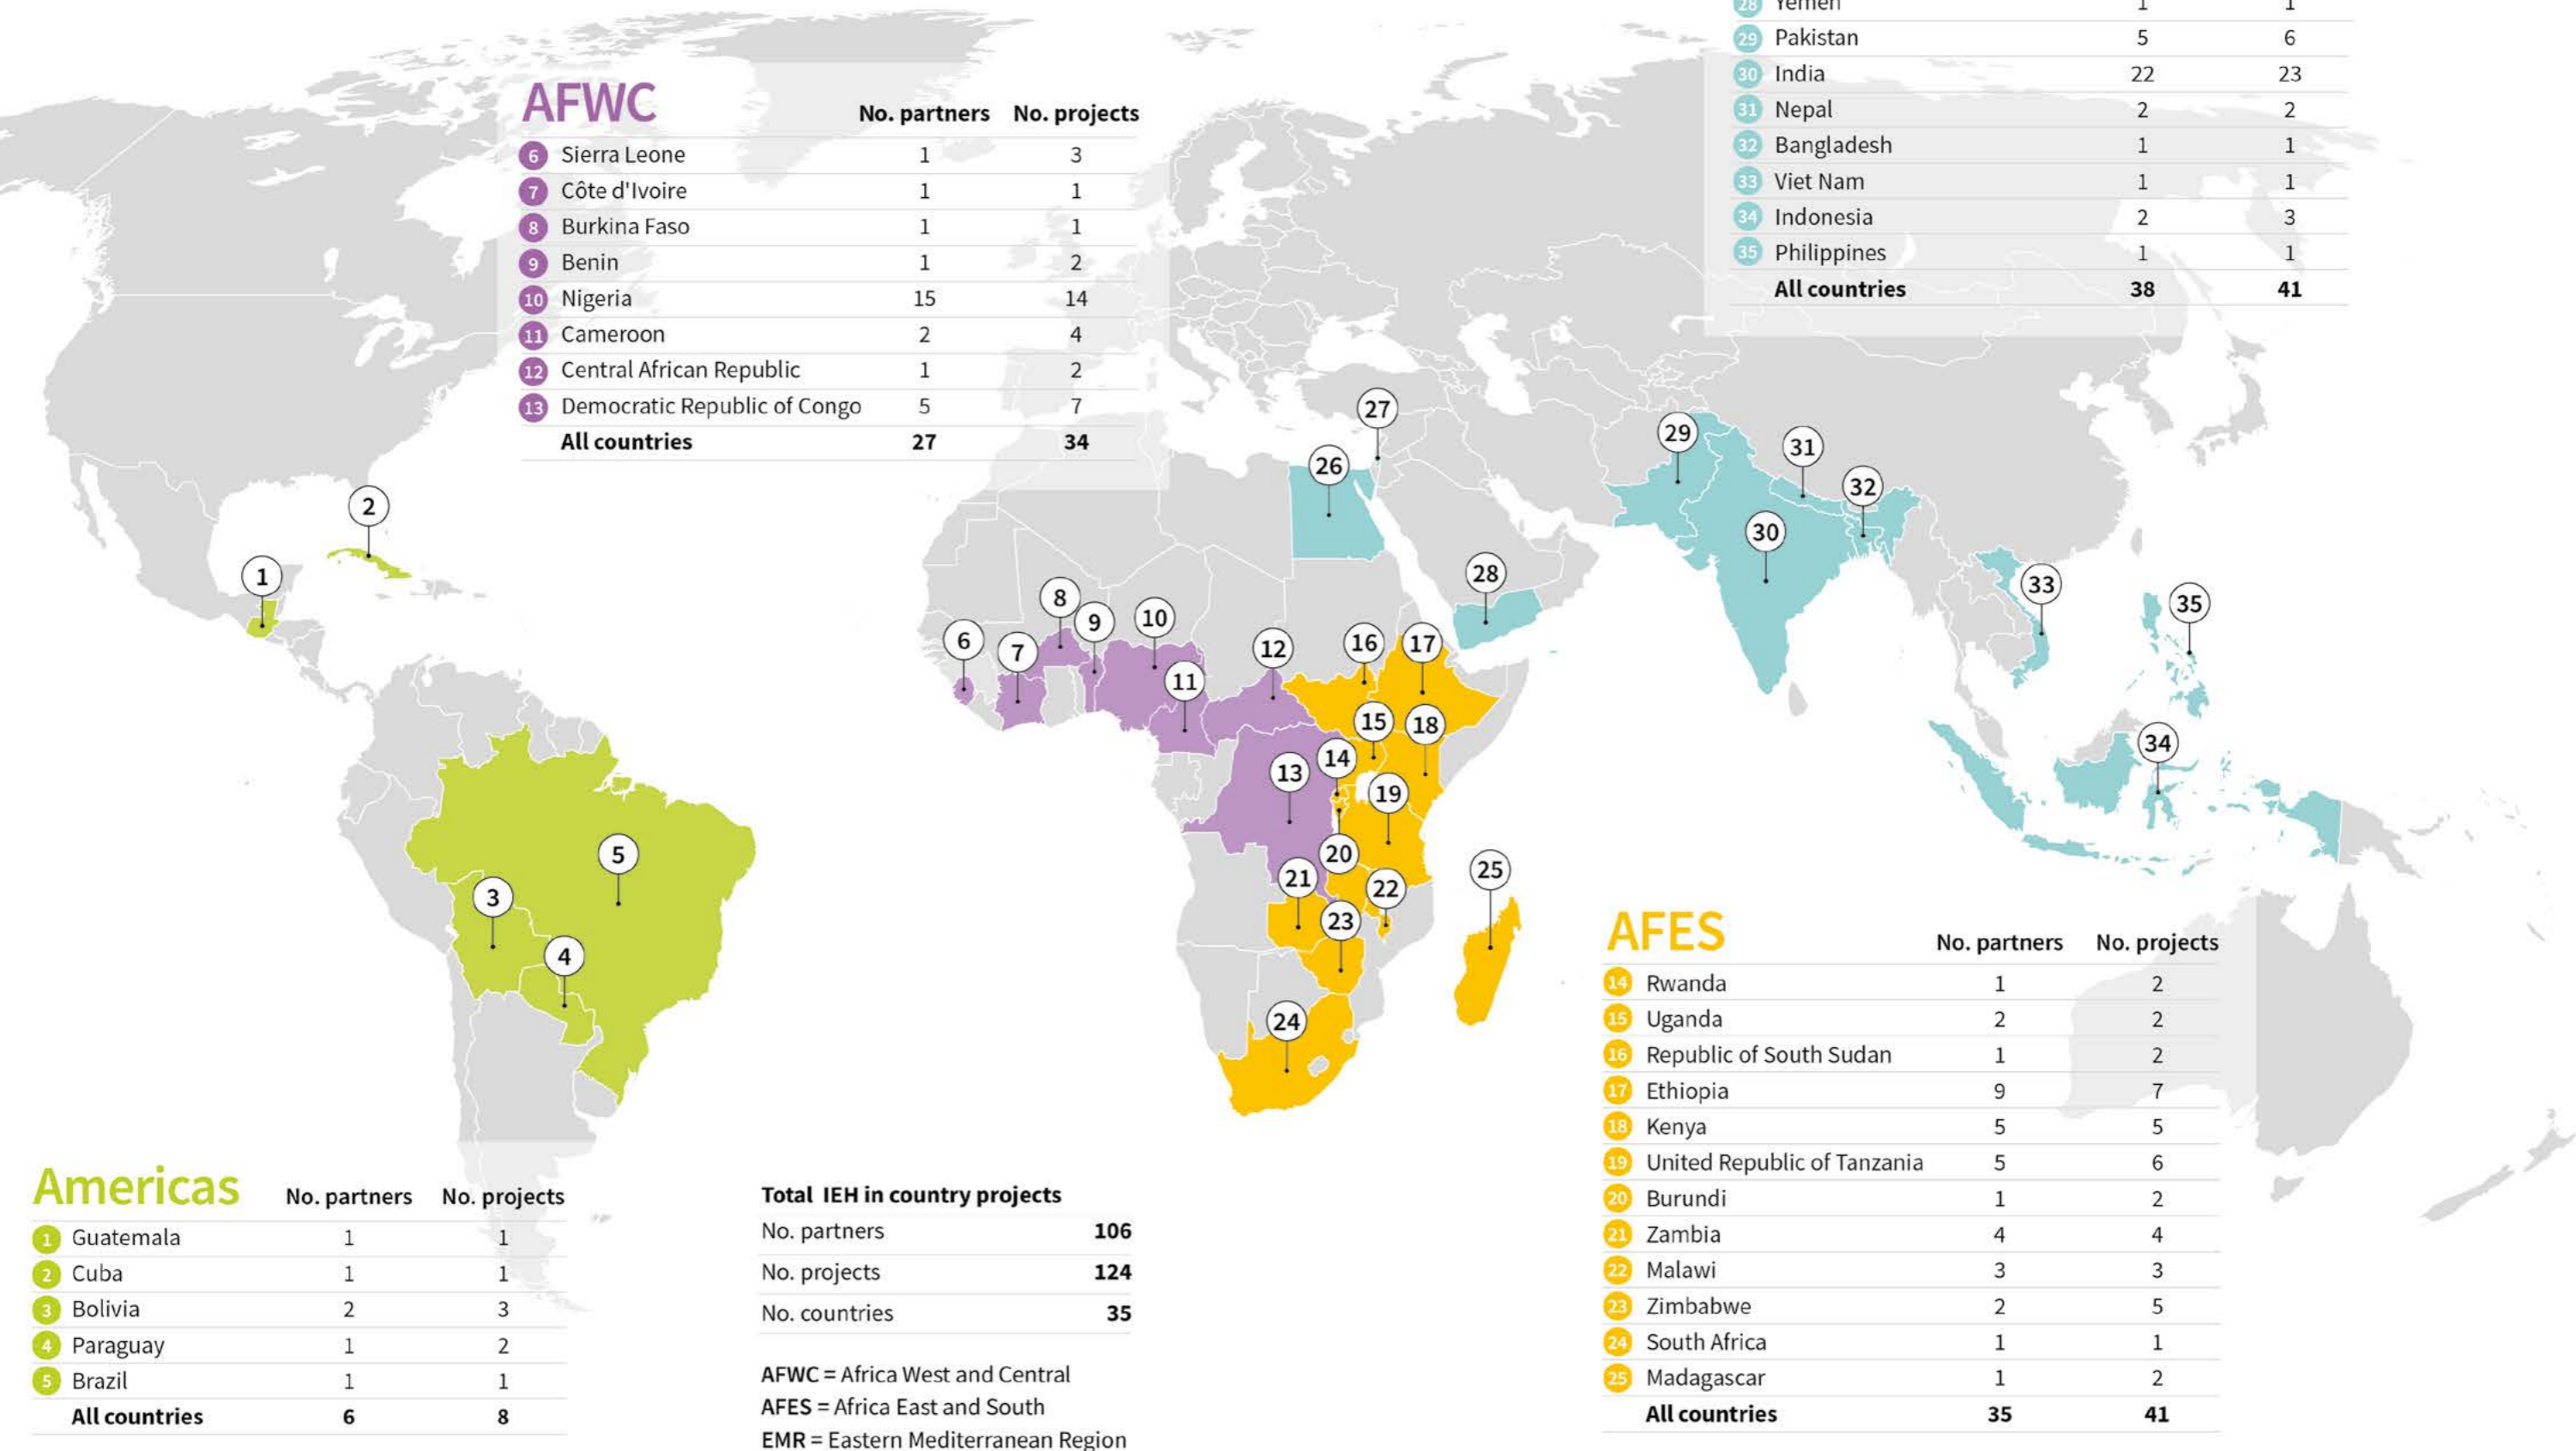 28 Yemen 1 1
29 Pakistan 5 6
30 India 22 23
31 Nepal 2 2
32 Bangladesh 1 1
33 Viet Nam 1 1
34 Indonesia 2 3
35 Philippines 1 1
All countries 38 41
AFWC No. partners No. projects
6 Sierra Leone 1 3
7 Côte d'Ivoire 1 1
8 Burkina Faso 1 1
9 Benin 1 2
10 Nigeria 15 14
11 Cameroon 2 4
12 Central African Republic 1 2
13 Democratic Republic of Congo 5 7
All countries 27 34
27
29
31
26
32
2
30
1
28
33
8
35
9
10
6
7
12
16
17
11
15
18
34
14
13
19
5
20
25
21
22
3
23
4
24
AFES No. partners No. projects
14 Rwanda 1 2
15 Uganda 2 2
16 Republic of South Sudan 1 2
17 Ethiopia 9 7
18 Kenya 5 5
19 United Republic of Tanzania 5 6
20 Burundi 1 2
21 Zambia 4 4
22 Malawi 3 3
23 Zimbabwe 2 5
24 South Africa 1 1
25 Madagascar 1 2
All countries 35 41
Americas No. partners No. projects
1 Guatemala 1 1
2 Cuba 1 1
3 Bolivia 2 3
4 Paraguay 1 2
5 Brazil 1 1
All countries 6 8
Total IEH in country projects
No. partners 106
No. projects 124
No. countries 35
AFWC = Africa West and Central
AFES = Africa East and South
EMR = Eastern Mediterranean Region